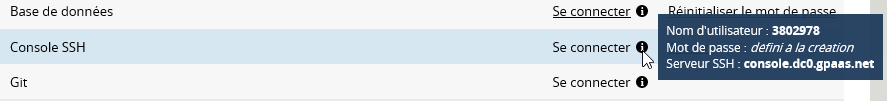 Base de données Se connecter Réinitialiser le mot de passe
Console SSH Se connecter
Nom d'utilisateur : 3802978
Mot de passe : défini à la création
Serveur SSH : console.dc0.gpaas.net
Git Se connecter